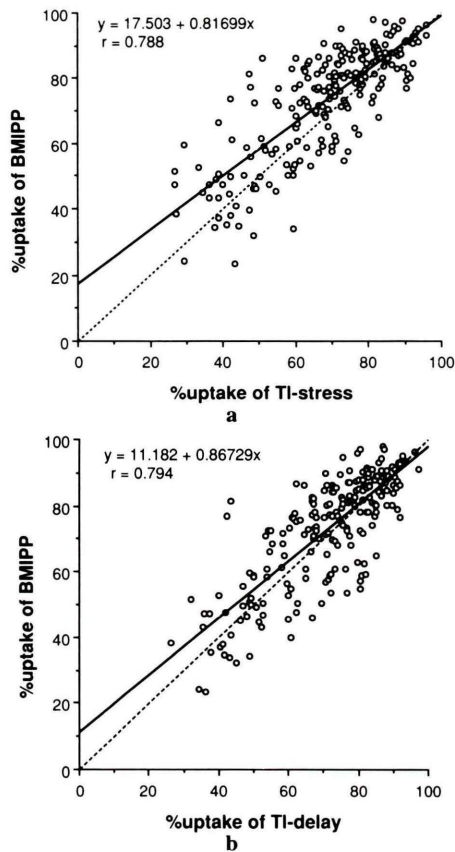 y = 17.503 + 0.81699x
r = 0.788
%uptake of BMIPP
100
80
60
40
20
0
0 20 40 60 80 100
%uptake of Tl-stress
a
y = 11.182 + 0.86729x
r = 0.794
%uptake of BMIPP
100
80
60
40
20
0
0 20 40 60 80 100
%uptake of Tl-delay
b